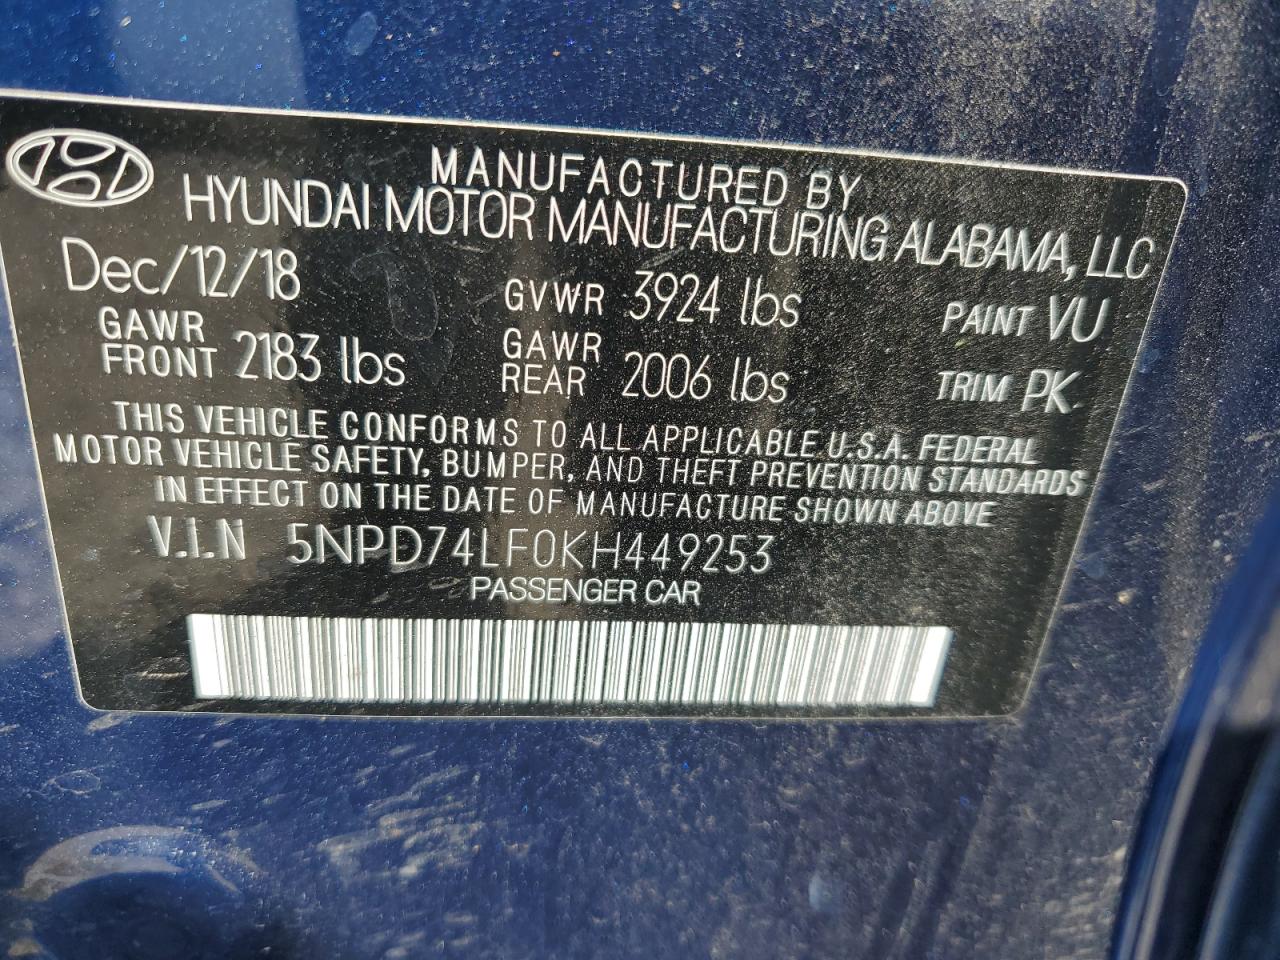 MANUFACTURED BY
HYUNDAI MOTOR MANUFACTURING ALABAMA, LLC
Dec/12/18 GVWR 3924 lbs PAINT VU
GAWR FRONT 2183 lbs GAWR REAR 2006 lbs TRIM PK
THIS VEHICLE CONFORMS TO ALL APPLICABLE U.S.A. FEDERAL
MOTOR VEHICLE SAFETY, BUMPER, AND THEFT PREVENTION STANDARDS
IN EFFECT ON THE DATE OF MANUFACTURE SHOWN ABOVE
V.I.N 5NPD74LF0KH449253
PASSENGER CAR